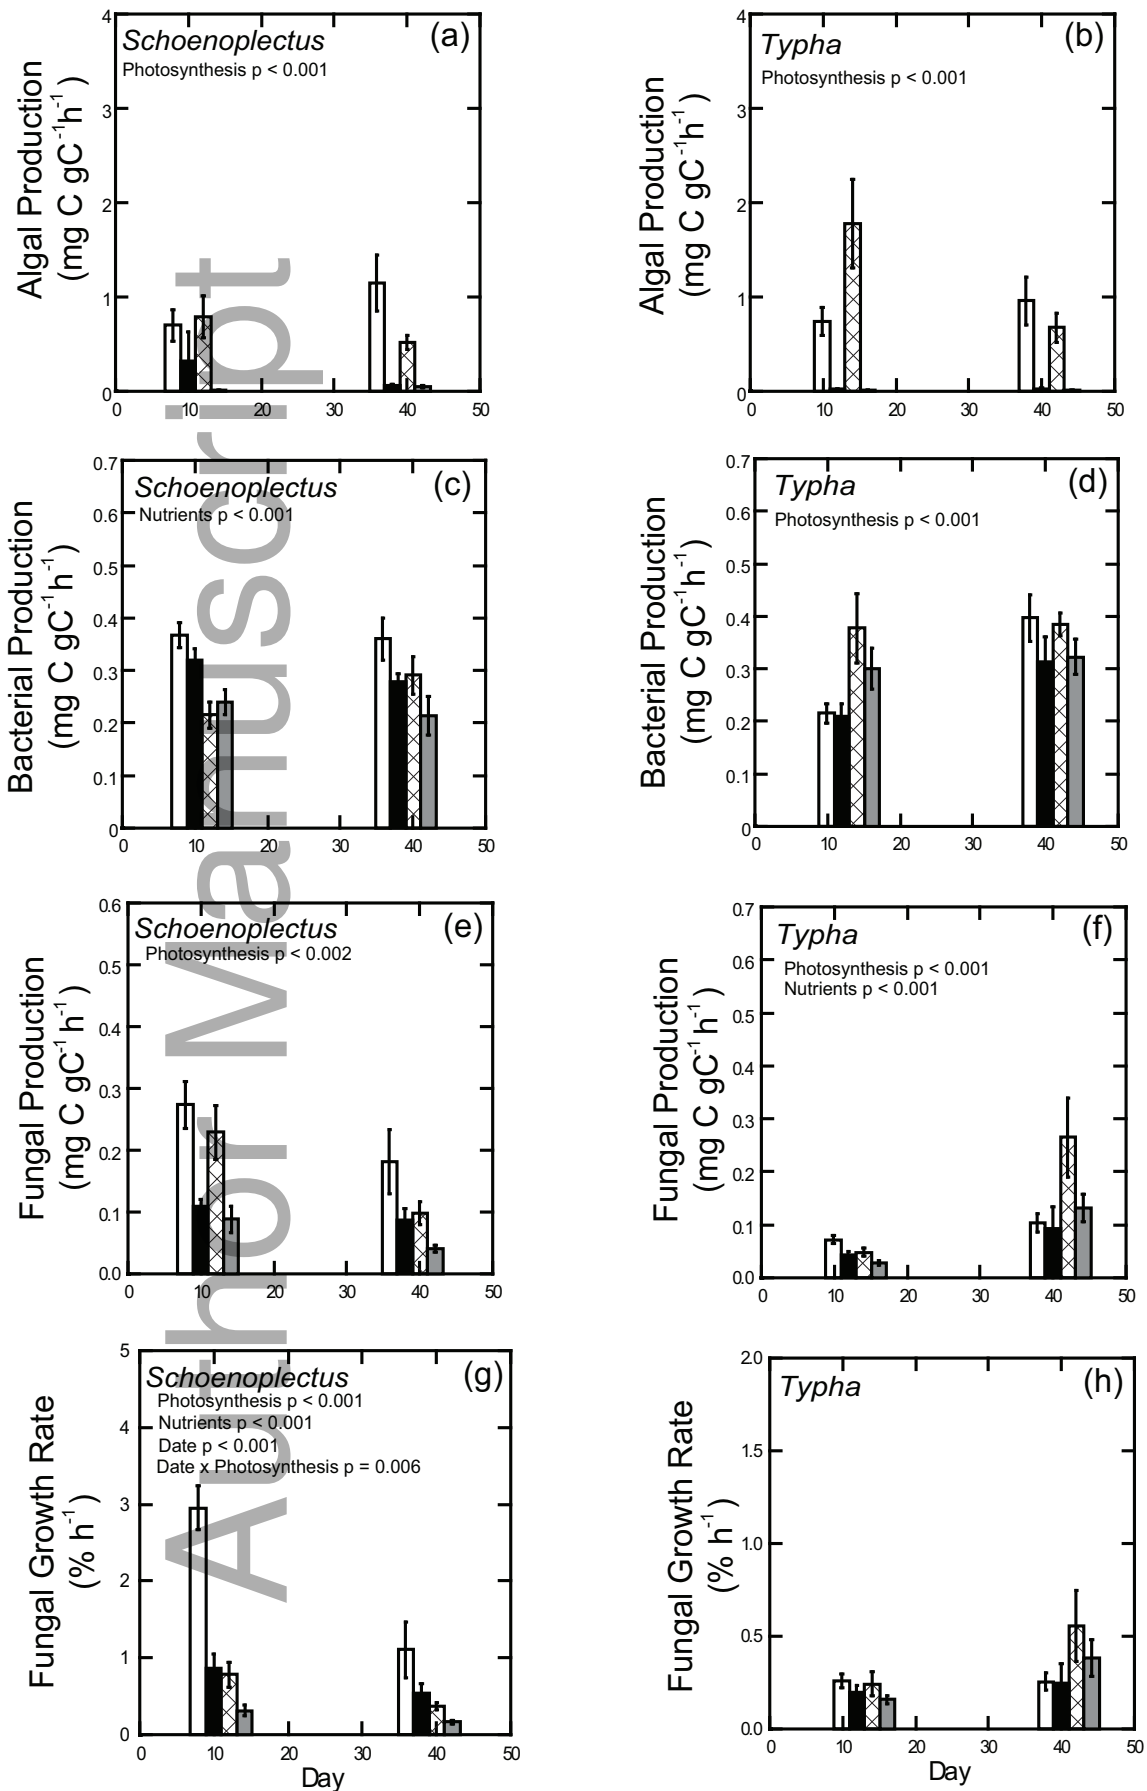 4
3
2
1
0
Algal Production
(mg C gC⁻¹h⁻¹)
Schoenoplectus
(a)
Photosynthesis p < 0.001
0 10 20 30 40 50
4
3
2
1
0
Algal Production
(mg C gC⁻¹h⁻¹)
Typha
(b)
Photosynthesis p < 0.001
0 10 20 30 40 50
0.7
0.6
0.5
0.4
0.3
0.2
0.1
0
Bacterial Production
(mg C gC⁻¹h⁻¹)
Schoenoplectus
(c)
Nutrients p < 0.001
0 10 20 30 40 50
0.7
0.6
0.5
0.4
0.3
0.2
0.1
0
Bacterial Production
(mg C gC⁻¹h⁻¹)
Typha
(d)
Photosynthesis p < 0.001
0 10 20 30 40 50
0.6
0.5
0.4
0.3
0.2
0.1
0.0
Fungal Production
(mg C gC⁻¹ h⁻¹)
Schoenoplectus
(e)
Photosynthesis p < 0.002
0 10 20 30 40 50
0.7
0.6
0.5
0.4
0.3
0.2
0.1
0.0
Fungal Production
(mg C gC⁻¹h⁻¹)
Typha
(f)
Photosynthesis p < 0.001
Nutrients p < 0.001
0 10 20 30 40 50
5
4
3
2
1
0
Fungal Growth Rate
(% h⁻¹)
Schoenoplectus
(g)
Photosynthesis p < 0.001
Nutrients p < 0.001
Date p < 0.001
Date x Photosynthesis p = 0.006
0 10 20 30 40 50
Day
2.0
1.5
1.0
0.5
0.0
Fungal Growth Rate
(% h⁻¹)
Typha
(h)
0 10 20 30 40 50
Day
Author Manuscript